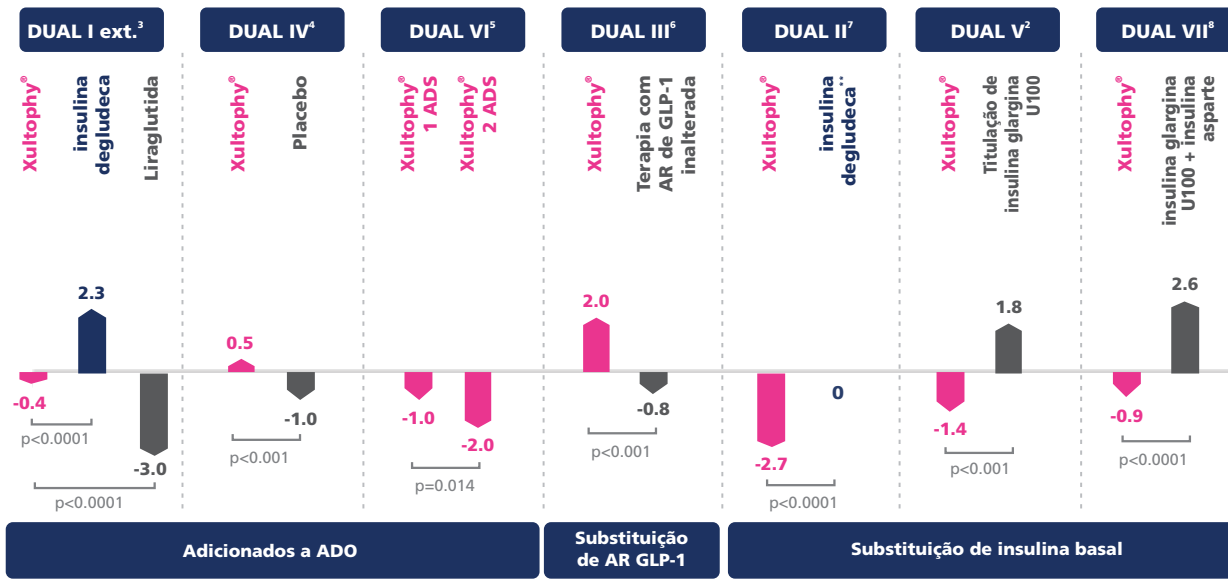 DUAL I ext.³
DUAL IV⁴
DUAL VI⁵
DUAL III⁶
DUAL II⁷
DUAL V²
DUAL VII⁸
Xultophy®
insulina
degludeca
Liraglutida
Xultophy®
Placebo
Xultophy®
1 ADS
Xultophy®
2 ADS
Xultophy®
Terapia com
AR de GLP-1
inalterada
Xultophy®
insulina
degludeca**
Xultophy®
Titulação de
insulina glargina
U100
Xultophy®
insulina glargina
U100 + insulina
asparte
-0.4
2.3
-3.0
p<0.0001
p<0.0001
0.5
-1.0
p<0.001
-1.0
-2.0
p=0.014
2.0
-0.8
p<0.001
-2.7
0
p<0.0001
-1.4
1.8
p<0.001
-0.9
2.6
p<0.0001
Adicionados a ADO
Substituição
de AR GLP-1
Substituição de insulina basal